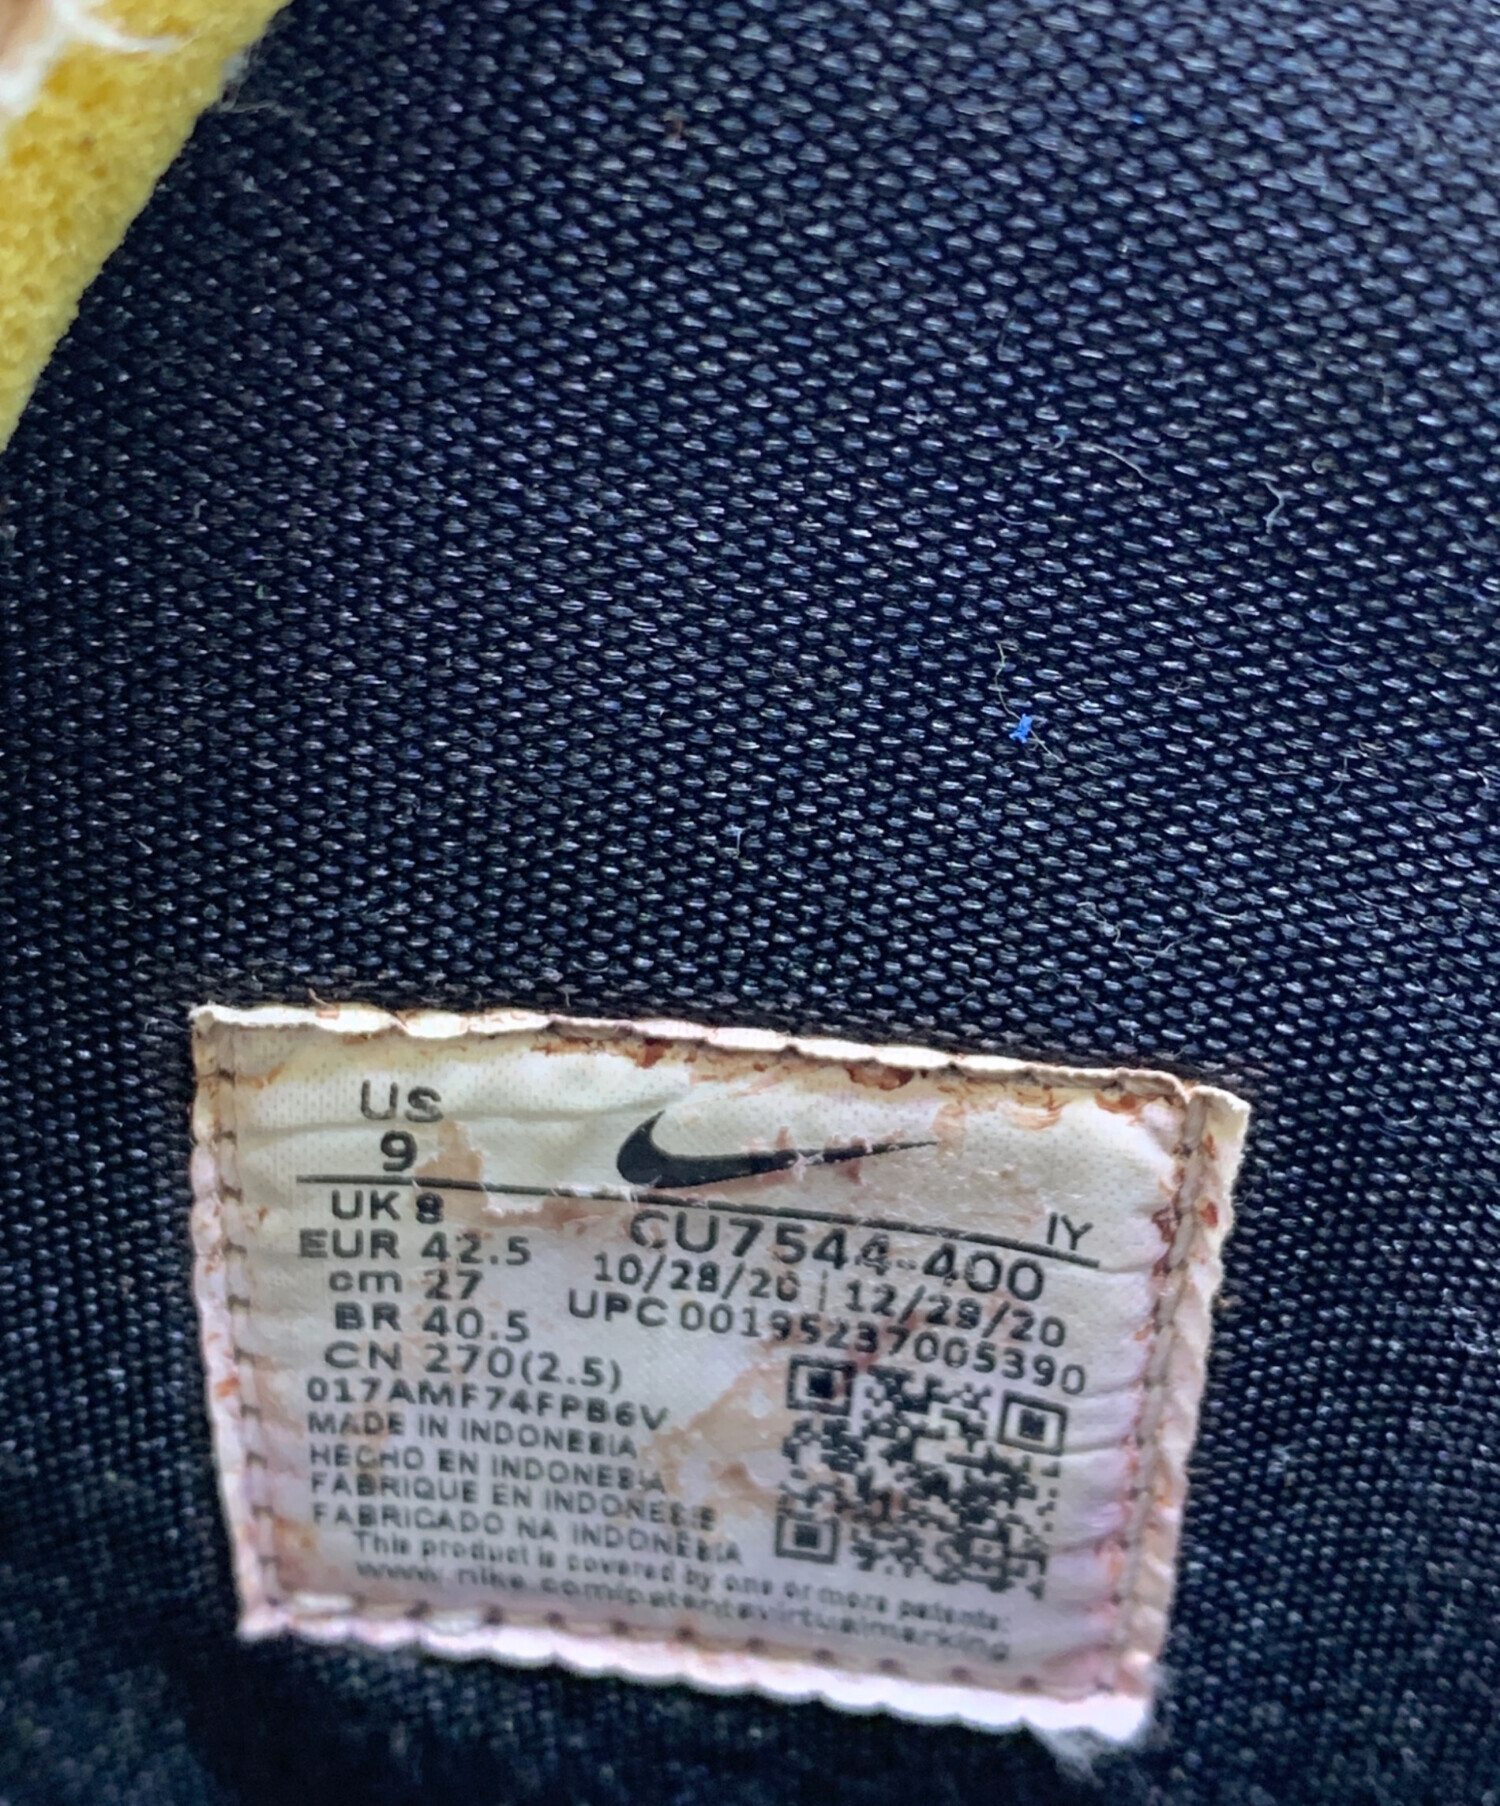 US
9
UK 8
EUR 42.5
cm 27
BR 40.5
CN 270(2.5)
IY
CU7544-400
10/28/20 | 12/29/20
UPC 00195237005390
017AMF74FPB6V
MADE IN INDONESIA
HECHO EN INDONESIA
FABRIQUE EN INDONESIE
FABRICADO NA INDONESIA
This product is covered by one or more patents:
www.nike.com/patentsvirtualmarking